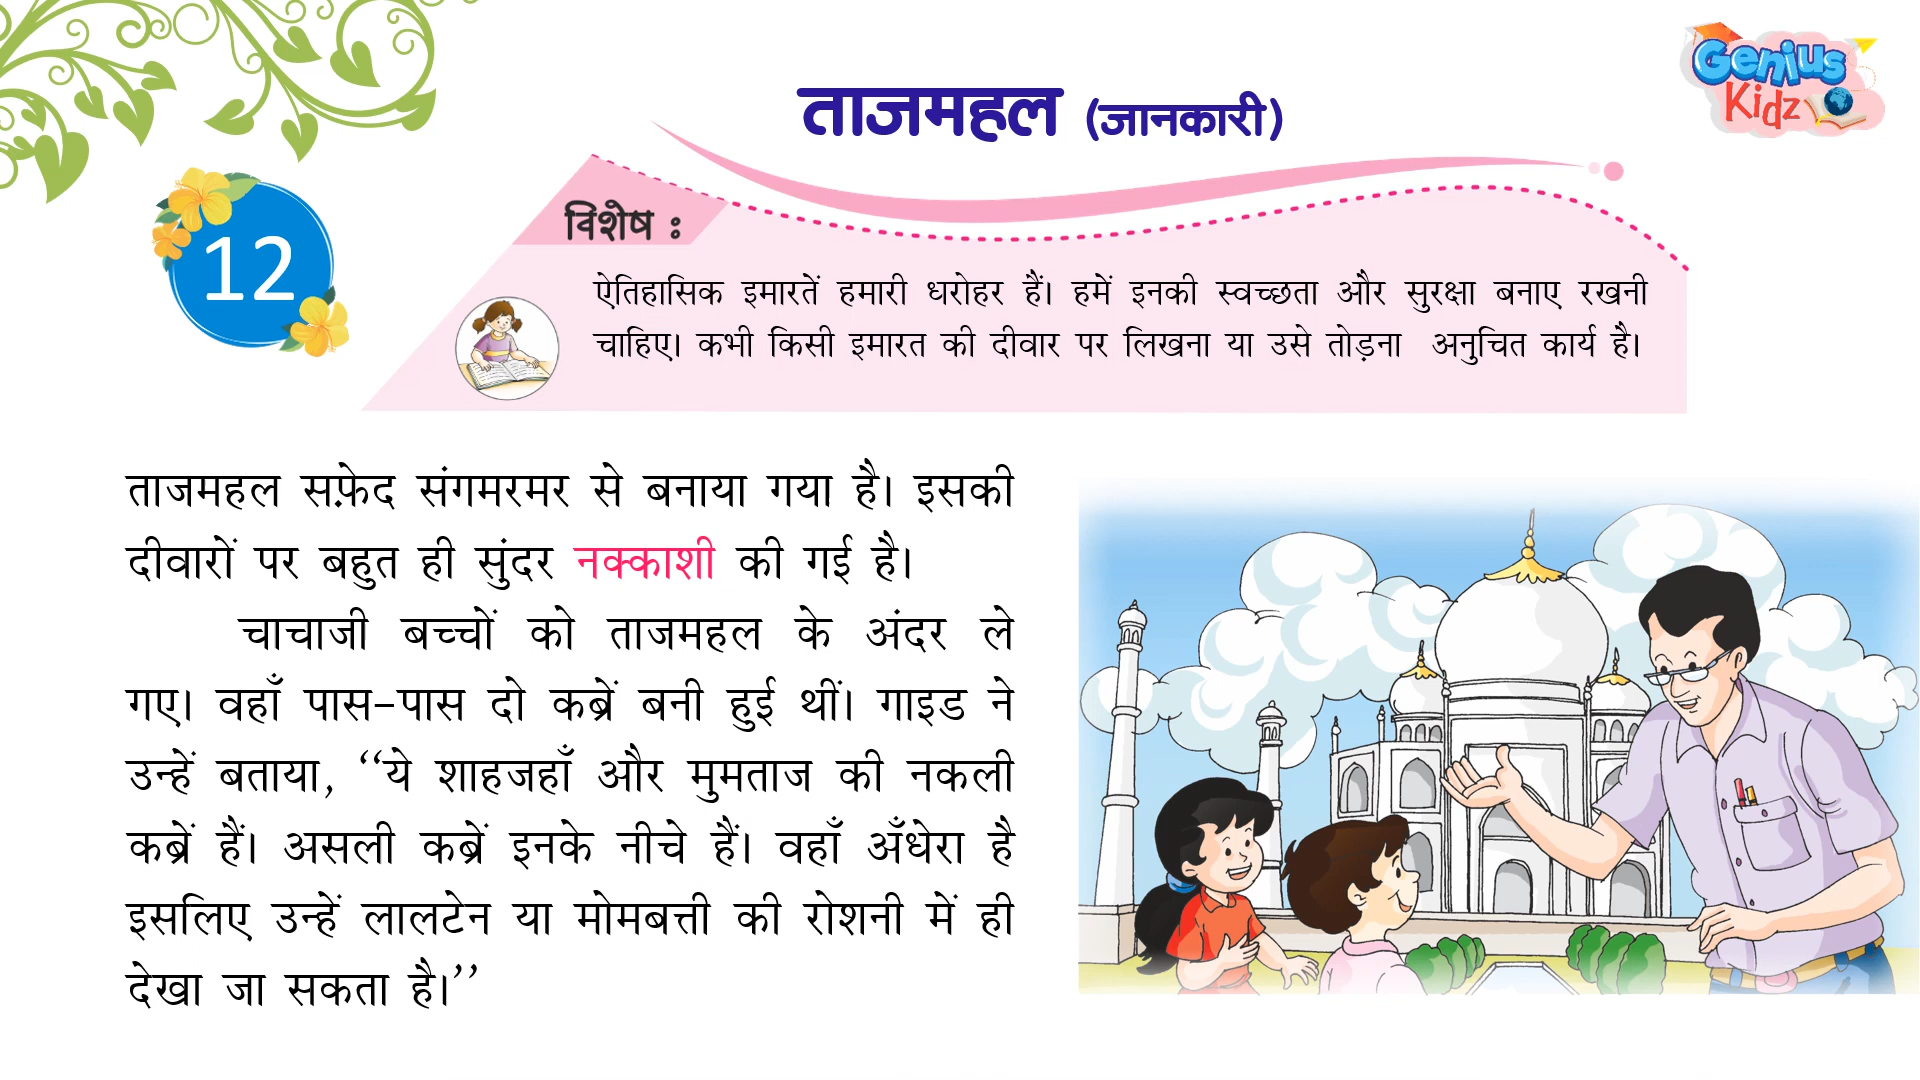 Genius
Kidz
ताजमहल (जानकारी)
12
विशेष :
ऐतिहासिक इमारतें हमारी धरोहर हैं। हमें इनकी स्वच्छता और सुरक्षा बनाए रखनी
चाहिए। कभी किसी इमारत की दीवार पर लिखना या उसे तोड़ना अनुचित कार्य है।
ताजमहल सफ़ेद संगमरमर से बनाया गया है। इसकी
दीवारों पर बहुत ही सुंदर नक्काशी की गई है।
चाचाजी बच्चों को ताजमहल के अंदर ले
गए। वहाँ पास-पास दो कब्रें बनी हुई थीं। गाइड ने
उन्हें बताया, ‘‘ये शाहजहाँ और मुमताज की नकली
कब्रें हैं। असली कब्रें इनके नीचे हैं। वहाँ अँधेरा है
इसलिए उन्हें लालटेन या मोमबत्ती की रोशनी में ही
देखा जा सकता है।’’